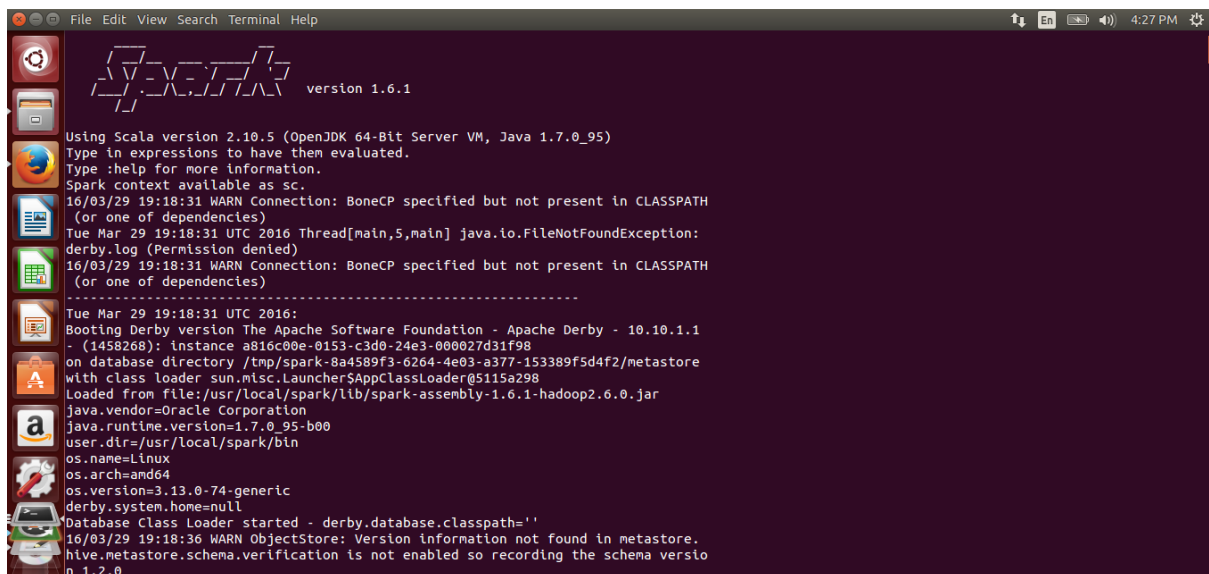 File Edit View Search Terminal Help
En 4:27 PM
Spark
version 1.6.1
Using Scala version 2.10.5 (OpenJDK 64-Bit Server VM, Java 1.7.0_95)
Type in expressions to have them evaluated.
Type :help for more information.
Spark context available as sc.
16/03/29 19:18:31 WARN Connection: BoneCP specified but not present in CLASSPATH
(or one of dependencies)
Tue Mar 29 19:18:31 UTC 2016 Thread[main,5,main] java.io.FileNotFoundException:
derby.log (Permission denied)
16/03/29 19:18:31 WARN Connection: BoneCP specified but not present in CLASSPATH
(or one of dependencies)
----------------------------------------------------------------
Tue Mar 29 19:18:31 UTC 2016:
Booting Derby version The Apache Software Foundation - Apache Derby - 10.10.1.1
- (1458268): instance a816c00e-0153-c3d0-24e3-000027d31f98
on database directory /tmp/spark-8a4589f3-6264-4e03-a377-153389f5d4f2/metastore
with class loader sun.misc.Launcher$AppClassLoader@5115a298
Loaded from file:/usr/local/spark/lib/spark-assembly-1.6.1-hadoop2.6.0.jar
java.vendor=Oracle Corporation
java.runtime.version=1.7.0_95-b00
user.dir=/usr/local/spark/bin
os.name=Linux
os.arch=amd64
os.version=3.13.0-74-generic
derby.system.home=null
Database Class Loader started - derby.database.classpath=''
16/03/29 19:18:36 WARN ObjectStore: Version information not found in metastore.
hive.metastore.schema.verification is not enabled so recording the schema versio
n 1.2.0